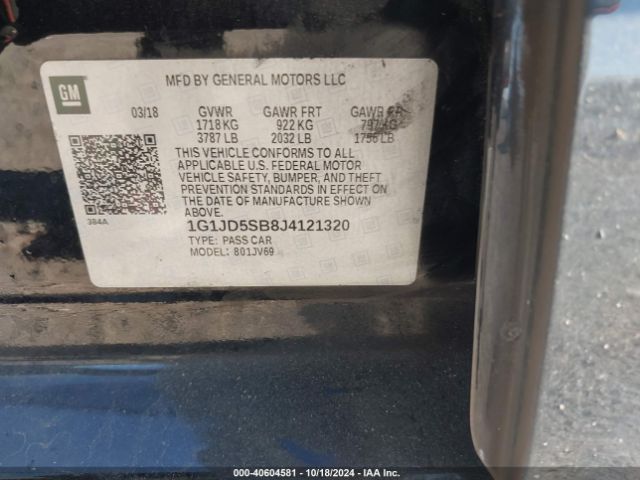 GM
MFD BY GENERAL MOTORS LLC
03/18 GVWR GAWR FRT GAWR
1718 KG 922 KG 797 KG
3787 LB 2032 LB 1756 LB
THIS VEHICLE CONFORMS TO ALL
APPLICABLE U.S. FEDERAL MOTOR
VEHICLE SAFETY, BUMPER, AND THEFT
PREVENTION STANDARDS IN EFFECT ON
THE DATE OF MANUFACTURE SHOWN
ABOVE.
384A
1G1JD5SB8J4121320
TYPE: PASS CAR
MODEL: 801JV69
000-40604581 | 10/18/2024 | IAA Inc.